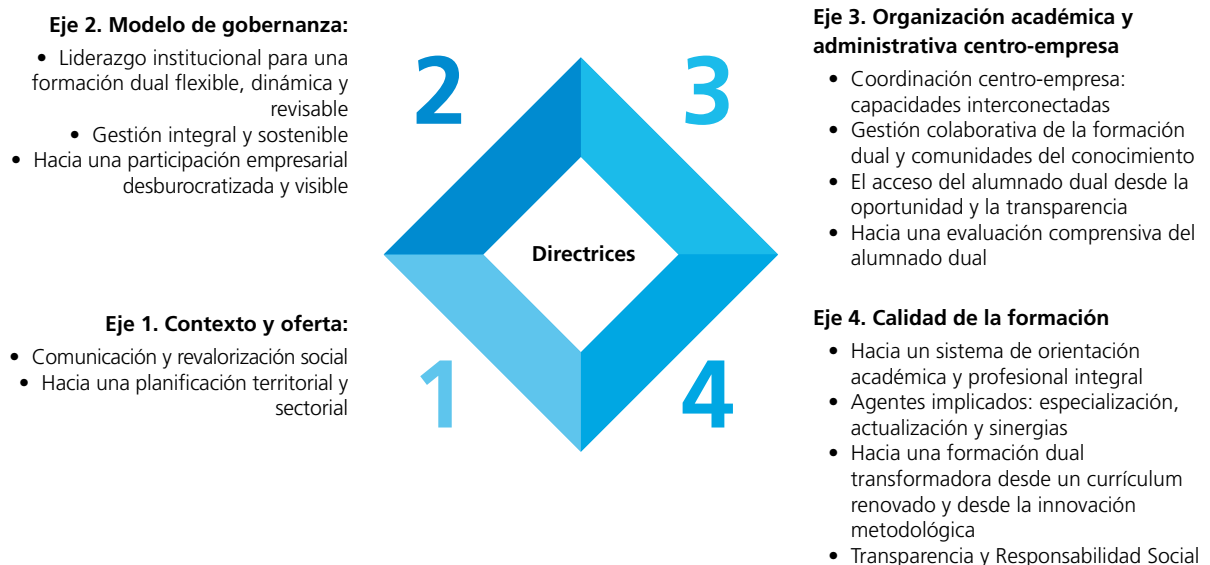 Eje 2. Modelo de gobernanza:
• Liderazgo institucional para una
formación dual flexible, dinámica y
revisable
• Gestión integral y sostenible
• Hacia una participación empresarial
desburocratizada y visible
2
3
Eje 3. Organización académica y
administrativa centro-empresa
• Coordinación centro-empresa:
capacidades interconectadas
• Gestión colaborativa de la formación
dual y comunidades del conocimiento
• El acceso del alumnado dual desde la
oportunidad y la transparencia
• Hacia una evaluación comprensiva del
alumnado dual
Directrices
Eje 1. Contexto y oferta:
• Comunicación y revalorización social
• Hacia una planificación territorial y
sectorial
1
4
Eje 4. Calidad de la formación
• Hacia un sistema de orientación
académica y profesional integral
• Agentes implicados: especialización,
actualización y sinergias
• Hacia una formación dual
transformadora desde un currículum
renovado y desde la innovación
metodológica
• Transparencia y Responsabilidad Social